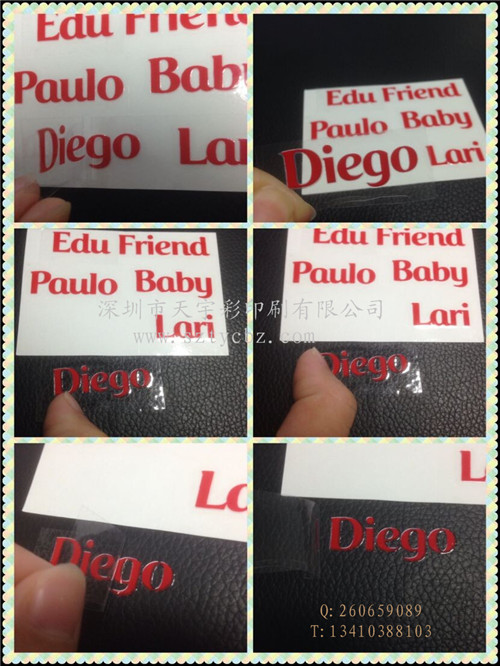 Edu Friend
Paulo Baby
Diego Lari
Edu Friend
Paulo Baby
Diego Lari
Edu Friend
Paulo Baby
Lari
Diego
Edu Friend
Paulo Baby
Lari
Diego
深圳市天宇彩印刷有限公司
www.sztycbz.com
La
Diego
L
Diego
Q: 260659089
T: 13410388103